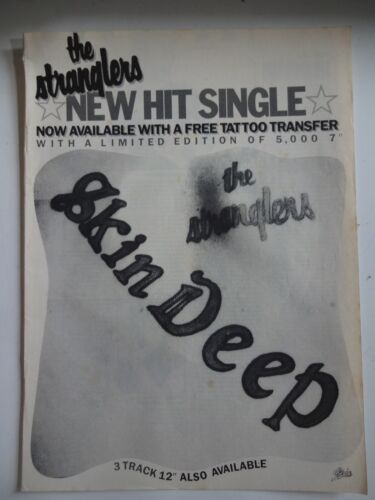 the
stranglers
☆NEW HIT SINGLE☆
NOW AVAILABLE WITH A FREE TATTOO TRANSFER
WITH A LIMITED EDITION OF 5,000 7"
the
stranglers
Skin Deep
3 TRACK 12" ALSO AVAILABLE
Epic